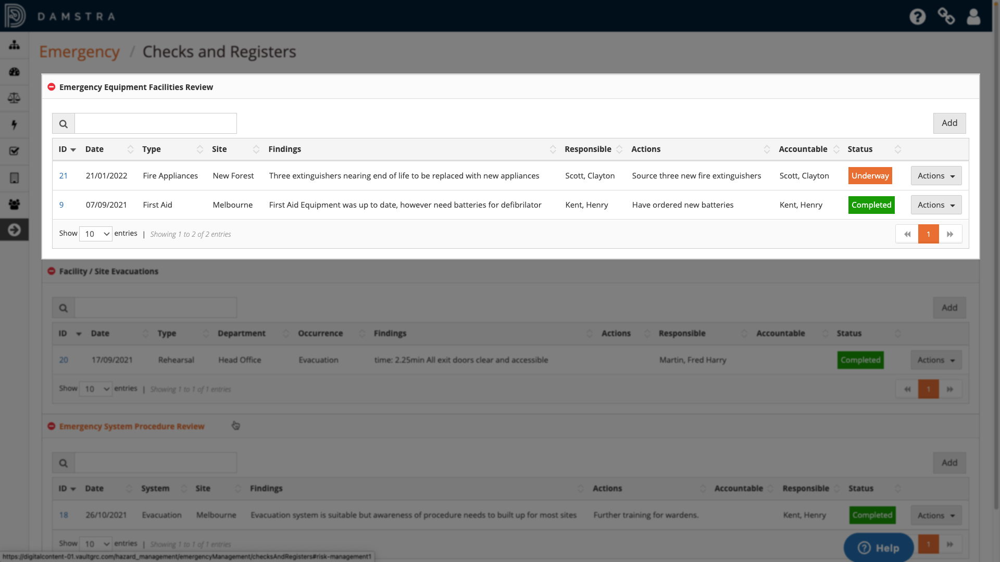 DAMSTRA
Emergency / Checks and Registers
Emergency Equipment Facilities Review
Add
ID Date Type Site Findings Responsible Actions Accountable Status
21 21/01/2022 Fire Appliances New Forest Three extinguishers nearing end of life to be replaced with new appliances Scott, Clayton Source three new fire extinguishers Scott, Clayton Underway Actions
9 07/09/2021 First Aid Melbourne First Aid Equipment was up to date, however need batteries for defibrilator Kent, Henry Have ordered new batteries Kent, Henry Completed Actions
Show 10 entries | Showing 1 to 2 of 2 entries 1
Facility / Site Evacuations
Add
ID Date Type Department Occurrence Findings Actions Responsible Accountable Status
20 17/09/2021 Rehearsal Head Office Evacuation time: 2.25min All exit doors clear and accessible Martin, Fred Harry Completed Actions
Show 10 entries | Showing 1 to 1 of 1 entries 1
Emergency System Procedure Review
Add
ID Date System Site Findings Actions Accountable Responsible Status
18 26/10/2021 Evacuation Melbourne Evacuation system is suitable but awareness of procedure needs to built up for most sites Further training for wardens. Kent, Henry Completed Actions
Show 10 entries | Showing 1 to 1 of 1 entries 1
? Help
https://digitalcontent-01.vaultgrc.com/hazard_management/emergencyManagement/checksAndRegisters#risk-management1